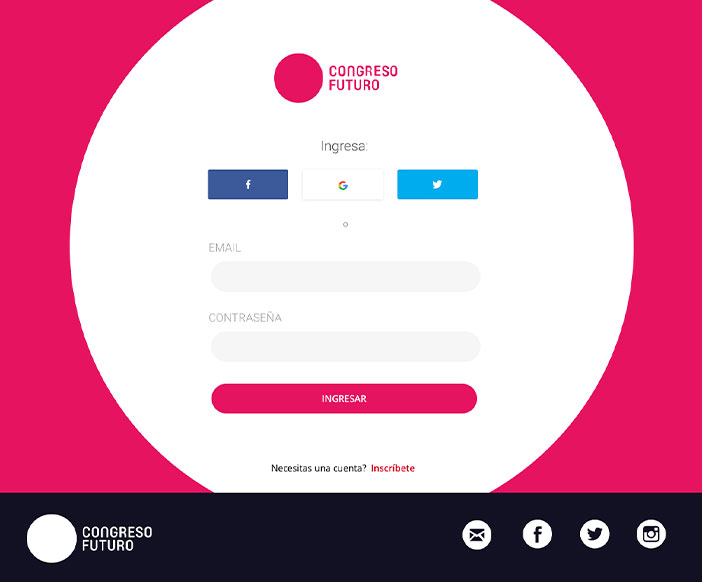 CONGRESO
FUTURO
Ingresa:
o
EMAIL
CONTRASEÑA
INGRESAR
Necesitas una cuenta? Inscríbete
CONGRESO
FUTURO